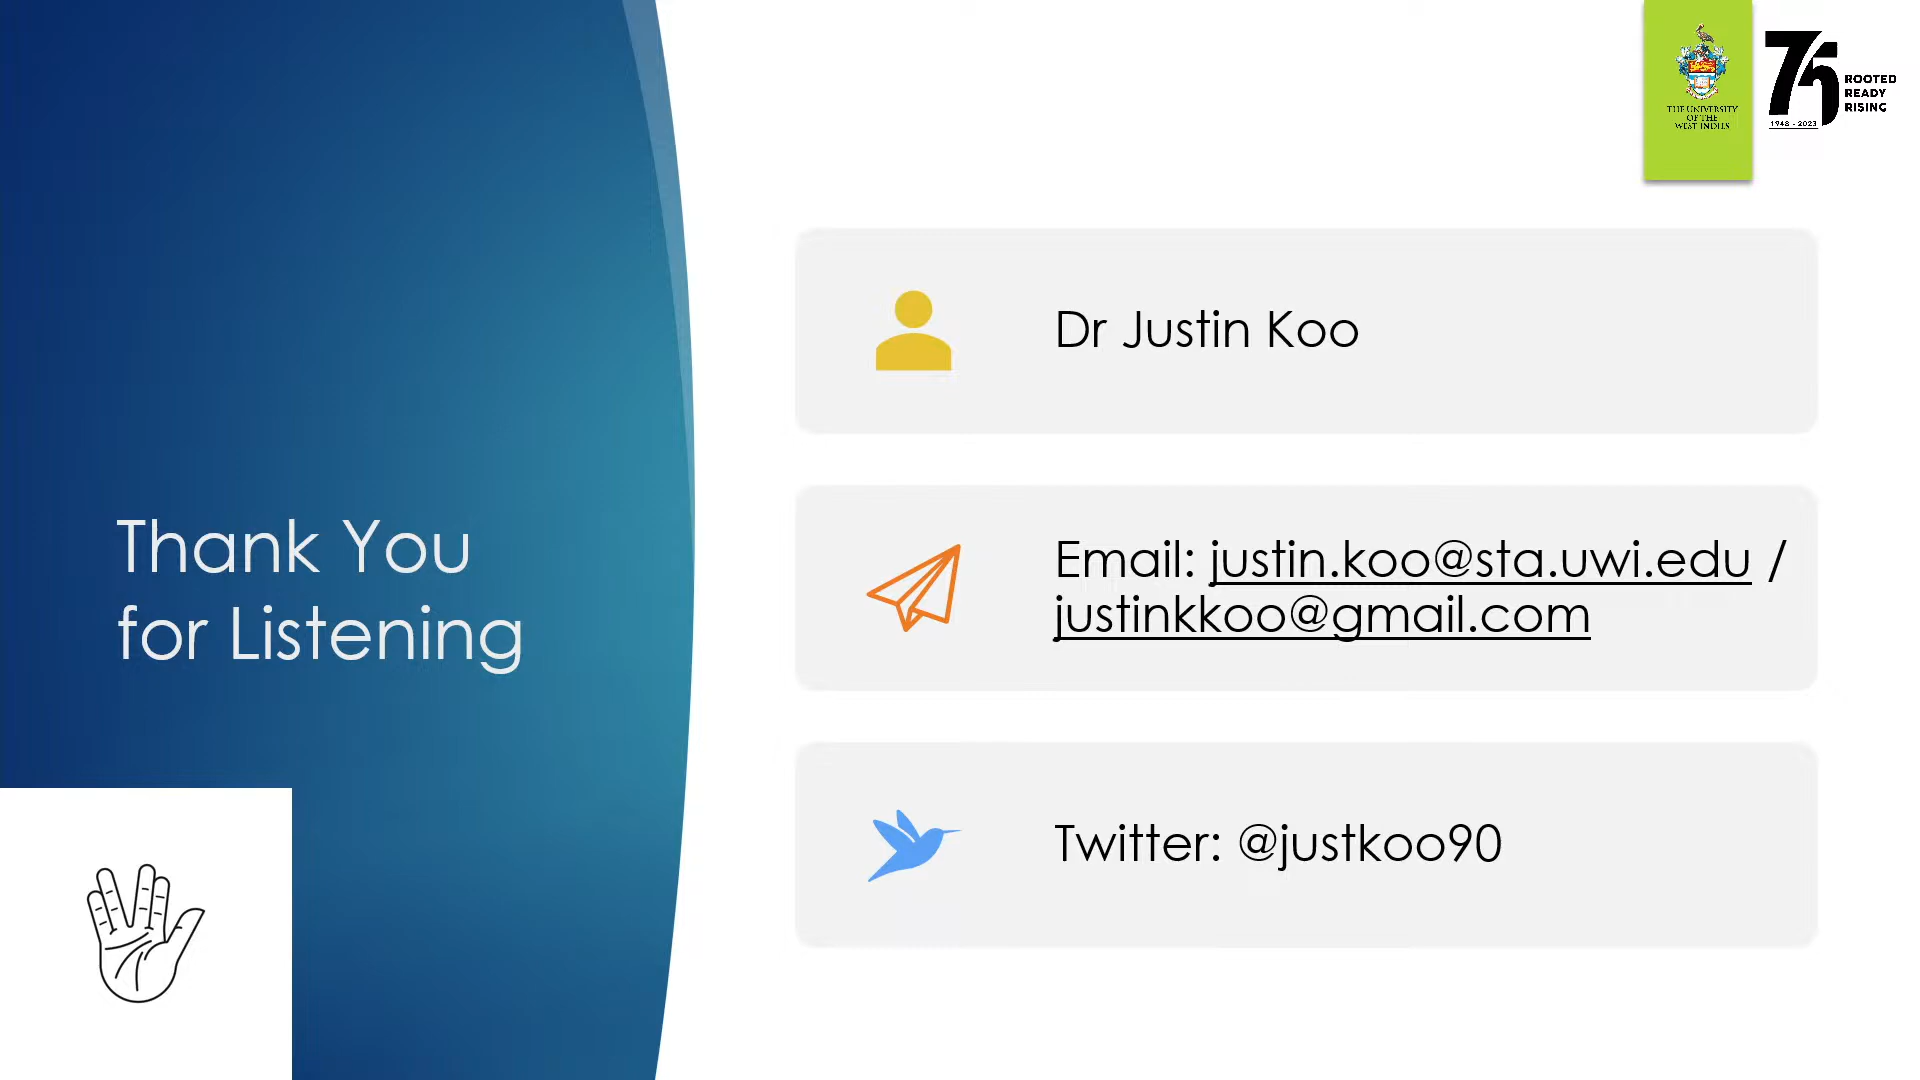 THE UNIVERSITY
OF THE
WEST INDIES
75
ROOTED
READY
RISING
1948 - 2023
Thank You
for Listening
Dr Justin Koo
Email: justin.koo@sta.uwi.edu /
justinkkoo@gmail.com
Twitter: @justkoo90